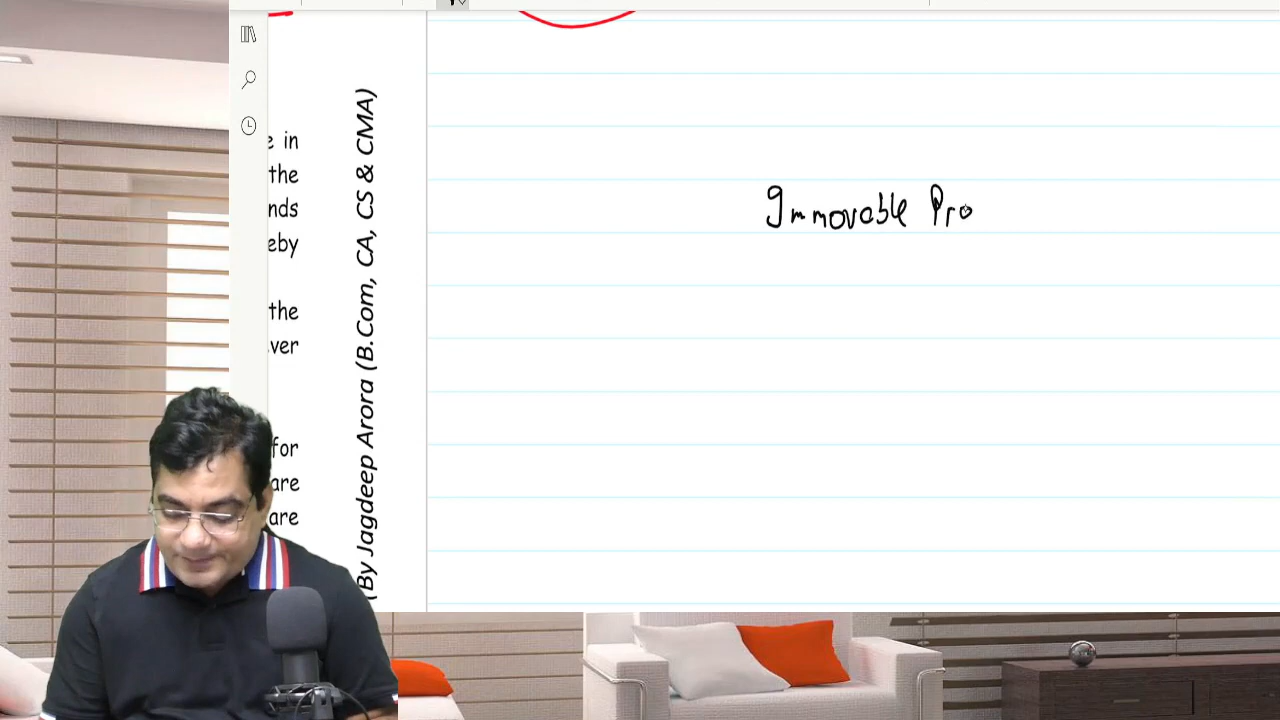 e in
the
nds
eby
the
ver
for
are
are
(By Jagdeep Arora (B.Com, CA, CS & CMA)
Immovable Pro